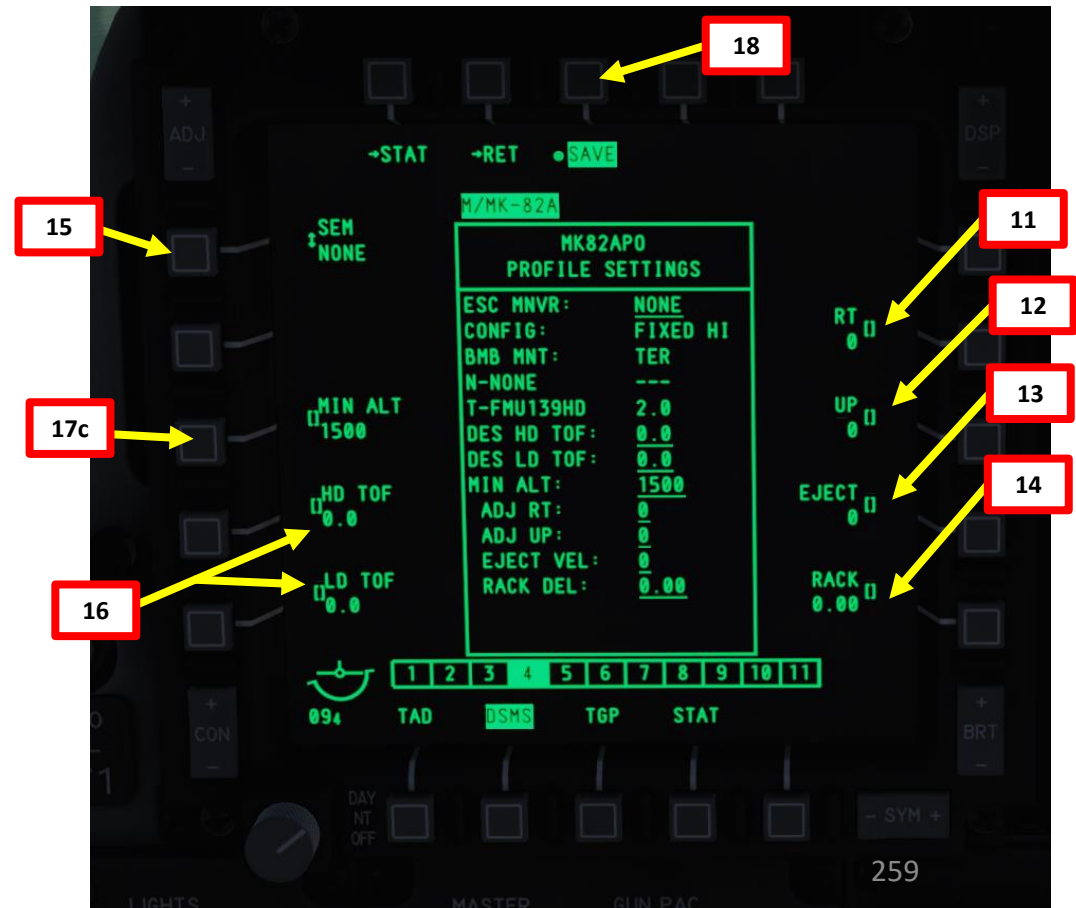 18
+
ADJ
-
+
DSP
-
→STAT →RET ●SAVE
M/MK-82A
15
↕SEM
NONE
MK82APO
PROFILE SETTINGS
11
ESC MNVR: NONE
CONFIG: FIXED HI
BMB MNT: TER
N-NONE ---
T-FMU139HD 2.0
DES HD TOF: 0.0
DES LD TOF: 0.0
MIN ALT: 1500
ADJ RT: 0
ADJ UP: 0
EJECT VEL: 0
RACK DEL: 0.00
RT []
0
12
UP []
0
13
EJECT []
0
14
RACK []
0.00
17c
[]MIN ALT
1500
[]HD TOF
0.0
16
[]LD TOF
0.0
1 2 3 4 5 6 7 8 9 10 11
094 TAD DSMS TGP STAT
+
CON
-
+
BRT
-
DAY
NT
OFF
- SYM +
259
LIGHTS MASTER GUN PAC